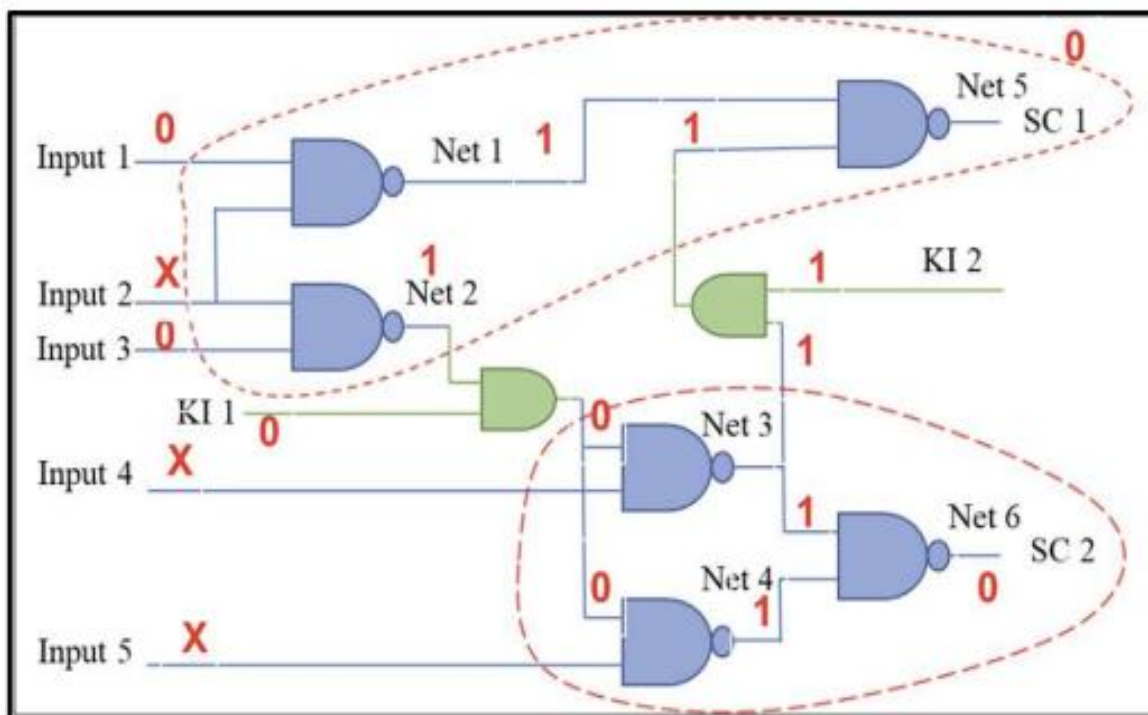 0
Net 5
SC 1
0
1
1
Net 1
Input 1
X
1
1
KI 2
Net 2
Input 2
0
Input 3
1
KI 1
0
0
Net 3
X
Input 4
1
Net 6
SC 2
0
Net 4
1
0
X
Input 5